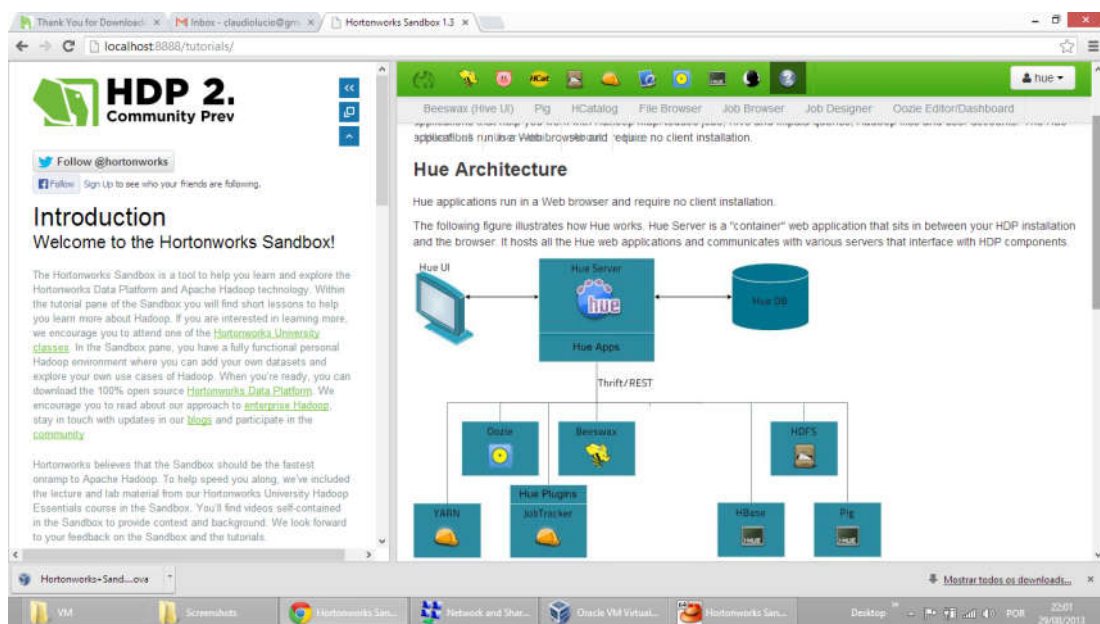 Thank You for Download
Inbox - claudiolucio@gm
Hortonworks Sandbox 1.3
localhost:8888/tutorials/
HDP 2.
Community Prev
Follow @hortonworks
Follow Sign Up to see who your friends are following.
Introduction
Welcome to the Hortonworks Sandbox!
The Hortonworks Sandbox is a tool to help you learn and explore the
Hortonworks Data Platform and Apache Hadoop technology. Within
the tutorial pane of the Sandbox you will find short lessons to help
you learn more about Hadoop. If you are interested in learning more,
we encourage you to attend one of the Hortonworks University
classes. In the Sandbox pane, you have a fully functional personal
Hadoop environment where you can add your own datasets and
explore your own use cases of Hadoop. When you're ready, you can
download the 100% open source Hortonworks Data Platform. We
encourage you to read about our approach to enterprise Hadoop,
stay in touch with updates in our blogs and participate in the
community
Hortonworks believes that the Sandbox should be the fastest
onramp to Apache Hadoop. To help speed you along, we've included
the lecture and lab material from our Hortonworks University Hadoop
Essentials course in the Sandbox. You'll find videos self-contained
in the Sandbox to provide context and background. We look forward
to your feedback on the Sandbox and the tutorials.
HCat
hue
Beeswax (Hive UI) Pig HCatalog File Browser Job Browser Job Designer Oozie Editor/Dashboard
applications run in a Web browser and require no client installation.
Hue Architecture
Hue applications run in a Web browser and require no client installation.
The following figure illustrates how Hue works. Hue Server is a "container" web application that sits in between your HDP installation
and the browser. It hosts all the Hue web applications and communicates with various servers that interface with HDP components.
Hue UI
Hue Server
hue
Hue DB
Hue Apps
Thrift/REST
Oozie
Beeswax
HDFS
Hue Plugins
YARN
JobTracker
HBase
Pig
Hortonworks+Sand....ova
Mostrar todos os downloads...
VM
Screenshots
Hortonworks San...
Network and Shar...
Oracle VM Virtual...
Hortonworks San...
Desktop
POR
22:01
29/08/2013